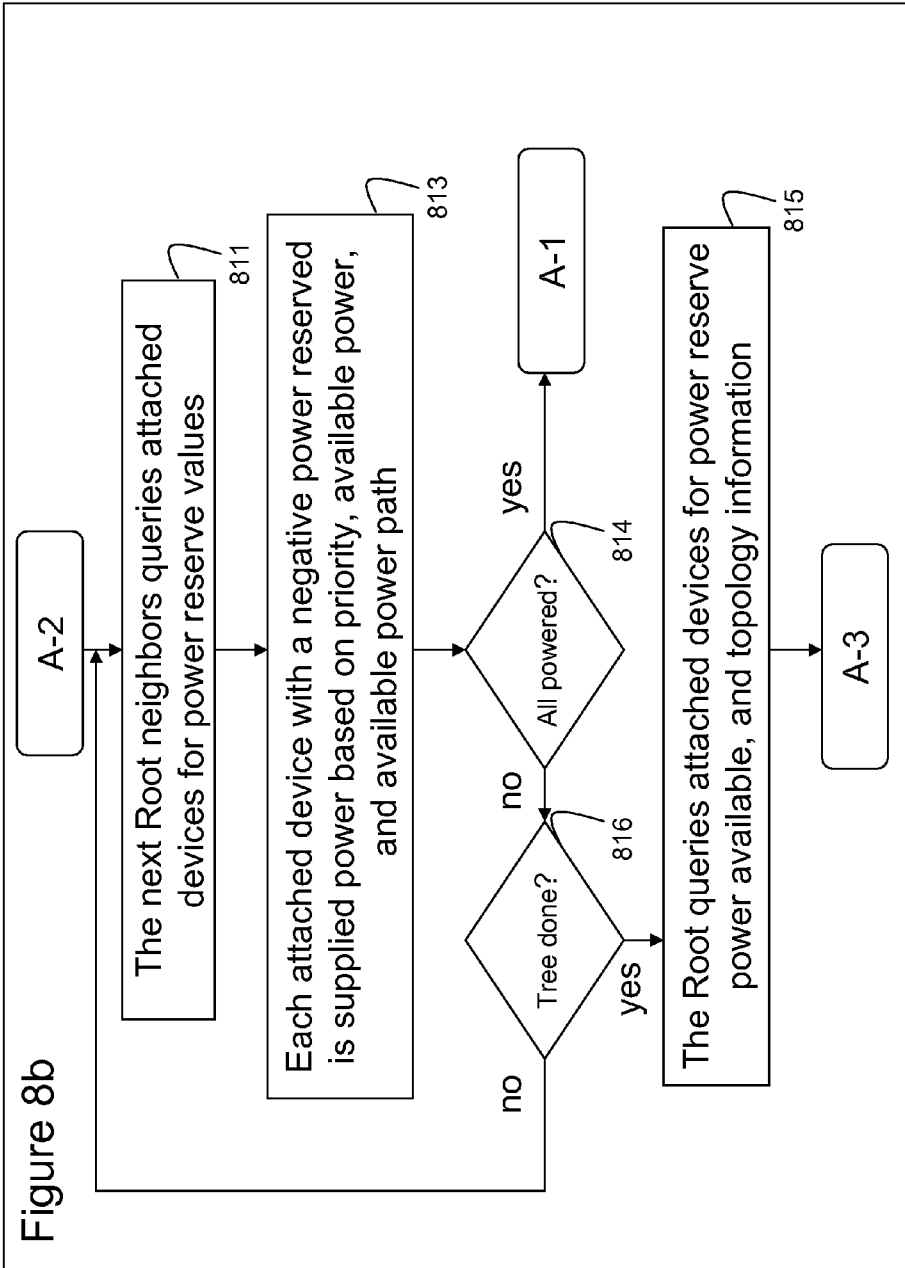 Figure 8b
A-2
The next Root neighbors queries attached
devices for power reserve values
811
Each attached device with a negative power reserved
is supplied power based on priority, available power,
and available power path
813
All powered?
814
yes
A-1
no
Tree done?
816
no
yes
The Root queries attached devices for power reserve
power available, and topology information
815
A-3